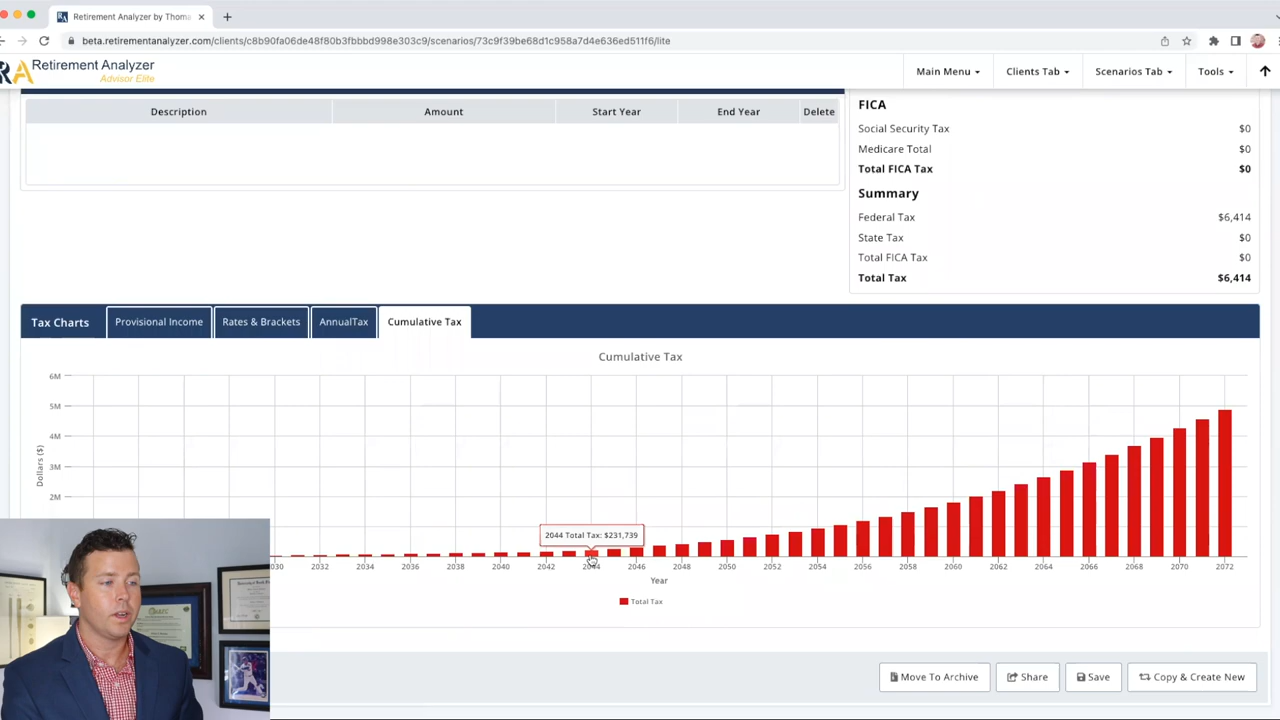 Retirement Analyzer by Thoma
beta.retirementanalyzer.com/clients/c8b90fa06de48f80b3fbbbd998e303c9/scenarios/73c9f39be68d1c958a7d4e636ed511f6/lite
RA Retirement Analyzer
Advisor Elite
Main Menu
Clients Tab
Scenarios Tab
Tools
Description Amount Start Year End Year Delete
FICA
Social Security Tax $0
Medicare Total $0
Total FICA Tax $0
Summary
Federal Tax $6,414
State Tax $0
Total FICA Tax $0
Total Tax $6,414
Tax Charts Provisional Income Rates & Brackets AnnualTax Cumulative Tax
Cumulative Tax
6M
5M
4M
3M
2M
Dollars ($)
2044 Total Tax: $231,739
030 2032 2034 2036 2038 2040 2042 2044 2046 2048 2050 2052 2054 2056 2058 2060 2062 2064 2066 2068 2070 2072
Year
Total Tax
Move To Archive
Share
Save
Copy & Create New